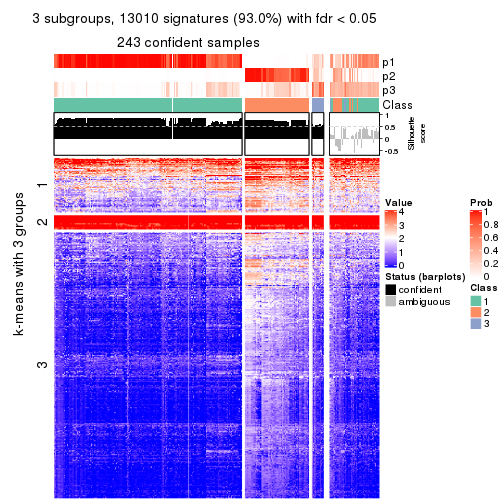 3 subgroups, 13010 signatures (93.0%) with fdr < 0.05
243 confident samples
p1
p2
p3
Class
1
0.5
0
-0.5
Silhouette
score
k-means with 3 groups
1
2
3
Value
4
3
2
1
0
Status (barplots)
confident
ambiguous
Prob
1
0.8
0.6
0.4
0.2
0
Class
1
2
3